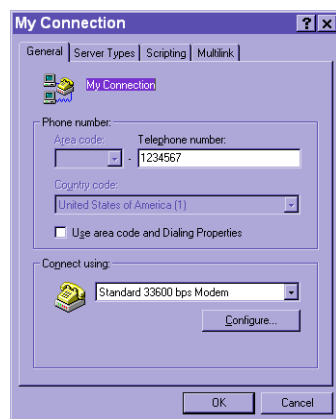 My Connection
General Server Types Scripting Multilink
My Connection
Phone number:
Area code: Telephone number:
- 1234567
Country code:
United States of America (1)
Use area code and Dialing Properties
Connect using:
Standard 33600 bps Modem
Configure...
OK Cancel